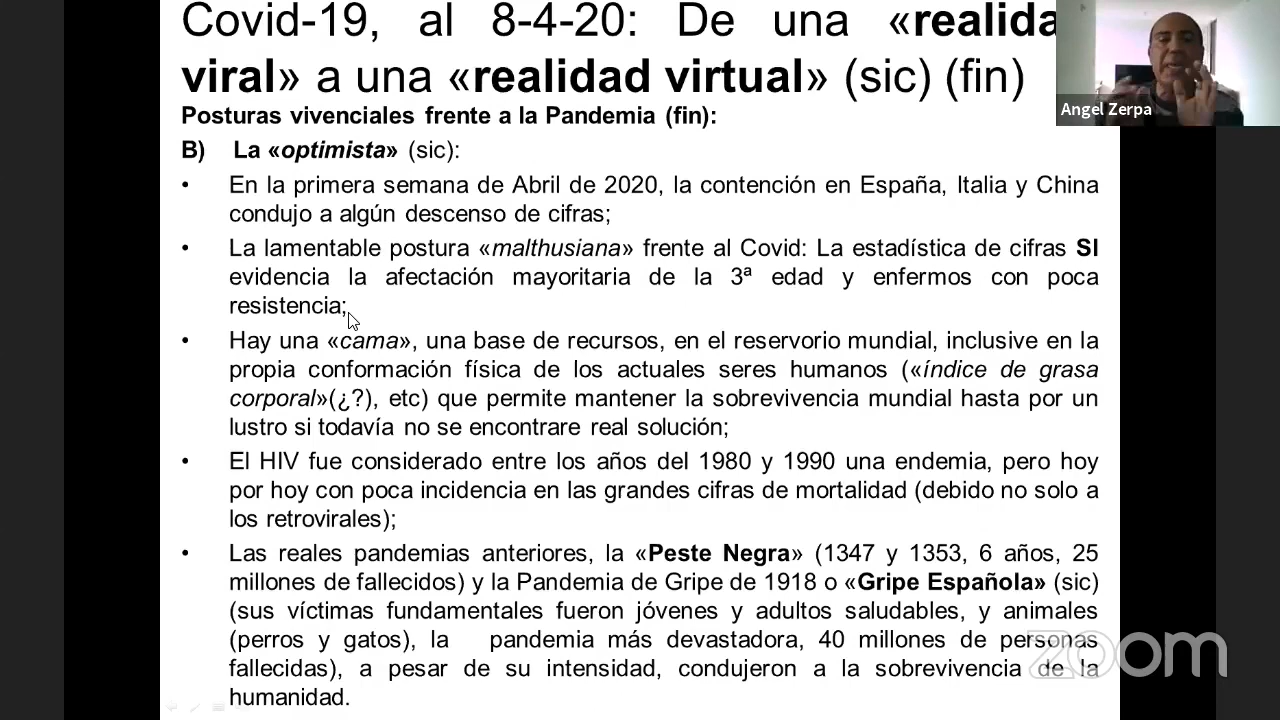 Covid-19, al 8-4-20: De una «realida
viral» a una «realidad virtual» (sic) (fin)
Angel Zerpa
Posturas vivenciales frente a la Pandemia (fin):
B) La «optimista» (sic):
• En la primera semana de Abril de 2020, la contención en España, Italia y China
condujo a algún descenso de cifras;
• La lamentable postura «malthusiana» frente al Covid: La estadística de cifras SI
evidencia la afectación mayoritaria de la 3ª edad y enfermos con poca
resistencia;
• Hay una «cama», una base de recursos, en el reservorio mundial, inclusive en la
propia conformación física de los actuales seres humanos («índice de grasa
corporal»(¿?), etc) que permite mantener la sobrevivencia mundial hasta por un
lustro si todavía no se encontrare real solución;
• El HIV fue considerado entre los años del 1980 y 1990 una endemia, pero hoy
por hoy con poca incidencia en las grandes cifras de mortalidad (debido no solo a
los retrovirales);
• Las reales pandemias anteriores, la «Peste Negra» (1347 y 1353, 6 años, 25
millones de fallecidos) y la Pandemia de Gripe de 1918 o «Gripe Española» (sic)
(sus víctimas fundamentales fueron jóvenes y adultos saludables, y animales
(perros y gatos), la pandemia más devastadora, 40 millones de personas
fallecidas), a pesar de su intensidad, condujeron a la sobrevivencia de la
humanidad.
zoom